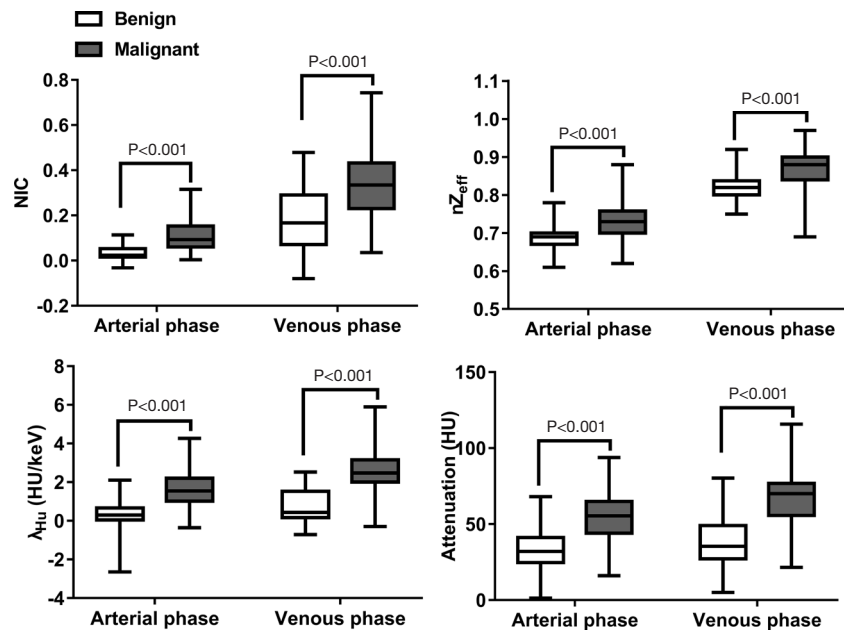 Benign
Malignant
NIC
0.8
0.6
0.4
0.2
0.0
-0.2
P<0.001
P<0.001
Arterial phase
Venous phase
nZeff
1.1
1.0
0.9
0.8
0.7
0.6
0.5
P<0.001
P<0.001
Arterial phase
Venous phase
λHu (HU/keV)
8
6
4
2
0
-2
-4
P<0.001
P<0.001
Arterial phase
Venous phase
Attenuation (HU)
150
100
50
0
P<0.001
P<0.001
Arterial phase
Venous phase